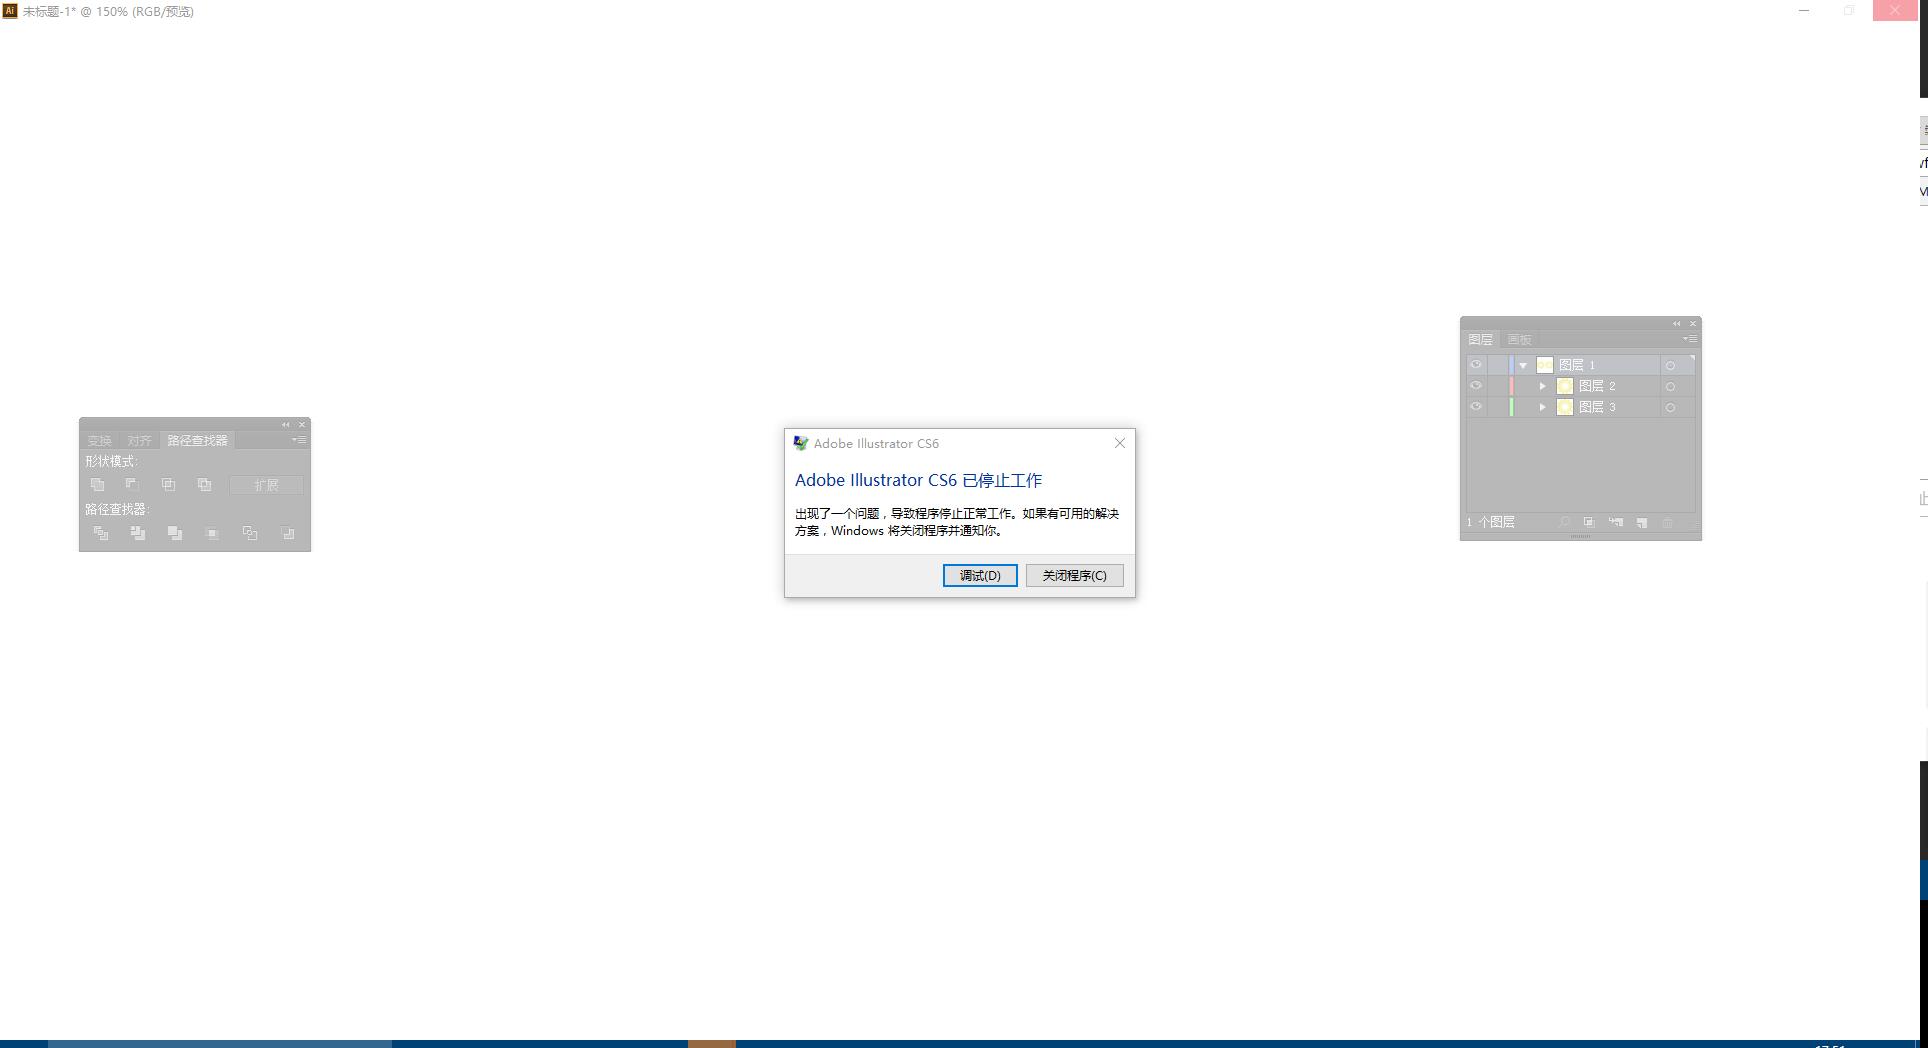 未标题-1* @ 150% (RGB/预览)
图层 画板
图层 1
图层 2
图层 3
1 个图层
变换 对齐 路径查找器
形状模式:
扩展
路径查找器:
Adobe Illustrator CS6
Adobe Illustrator CS6 已停止工作
出现了一个问题，导致程序停止正常工作。如果有可用的解决
方案，Windows 将关闭程序并通知你。
调试(D) 关闭程序(C)